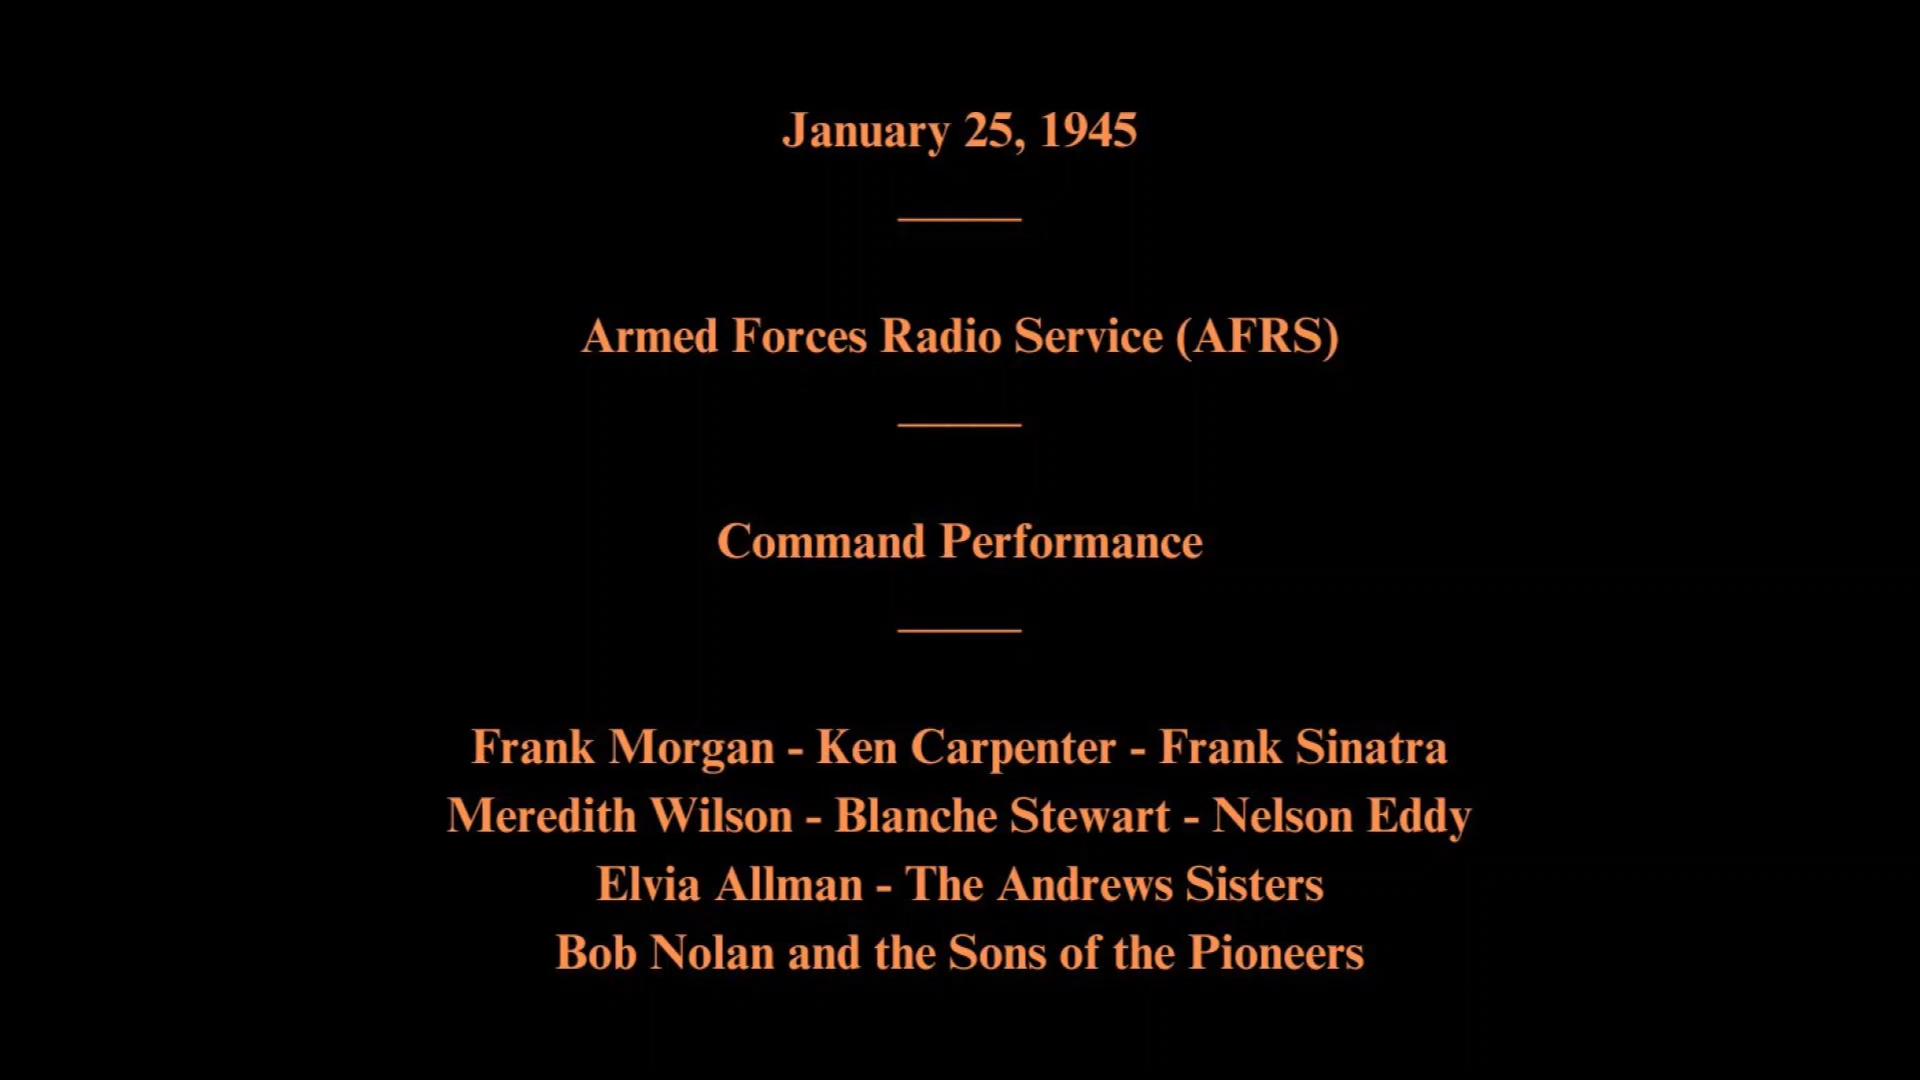 January 25, 1945
Armed Forces Radio Service (AFRS)
Command Performance
Frank Morgan - Ken Carpenter - Frank Sinatra
Meredith Wilson - Blanche Stewart - Nelson Eddy
Elvia Allman - The Andrews Sisters
Bob Nolan and the Sons of the Pioneers